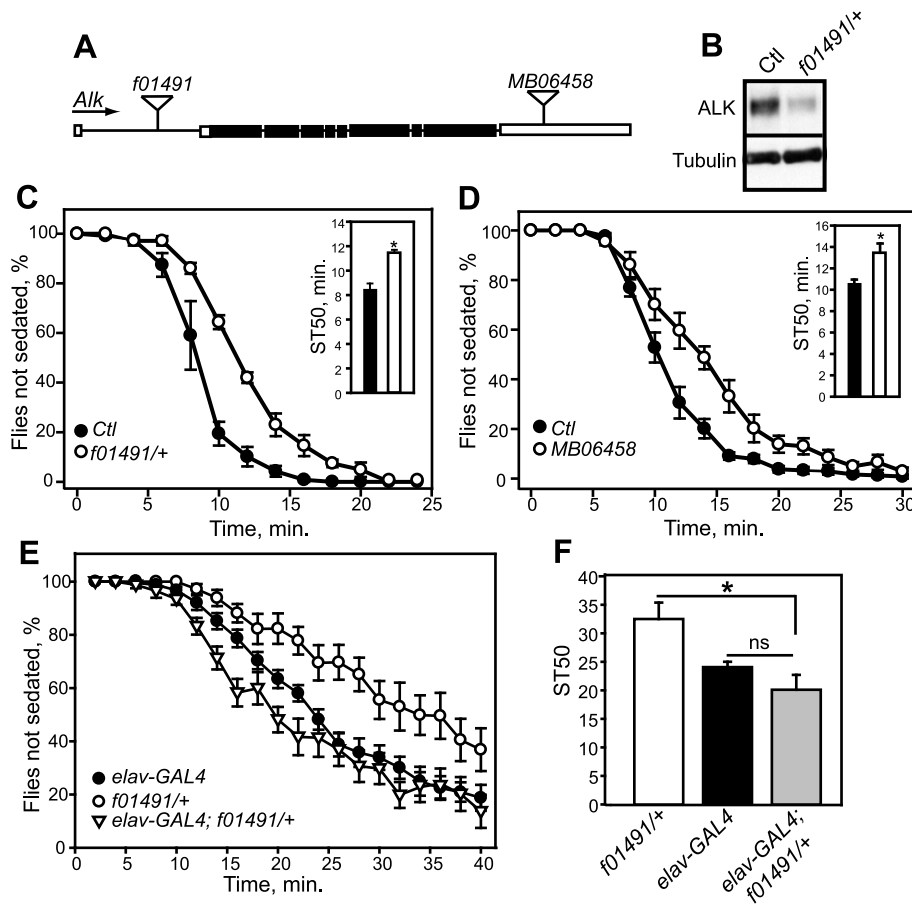 A
Alk
f01491
MB06458
B
Ctl
f01491/+
ALK
Tubulin
C
Flies not sedated, %
100
80
60
40
20
0
0 5 10 15 20 25
Time, min.
Ctl
f01491/+
ST50, min.
14
12
10
8
6
4
2
0
*
D
Flies not sedated, %
100
80
60
40
20
0
0 5 10 15 20 25 30
Time, min.
Ctl
MB06458
ST50, min.
16
14
12
10
8
6
4
2
0
*
E
Flies not sedated, %
100
80
60
40
20
0
0 5 10 15 20 25 30 35 40
Time, min.
elav-GAL4
f01491/+
elav-GAL4; f01491/+
F
ST50
40
35
30
25
20
15
10
5
0
*
ns
f01491/+
elav-GAL4
elav-GAL4;
f01491/+